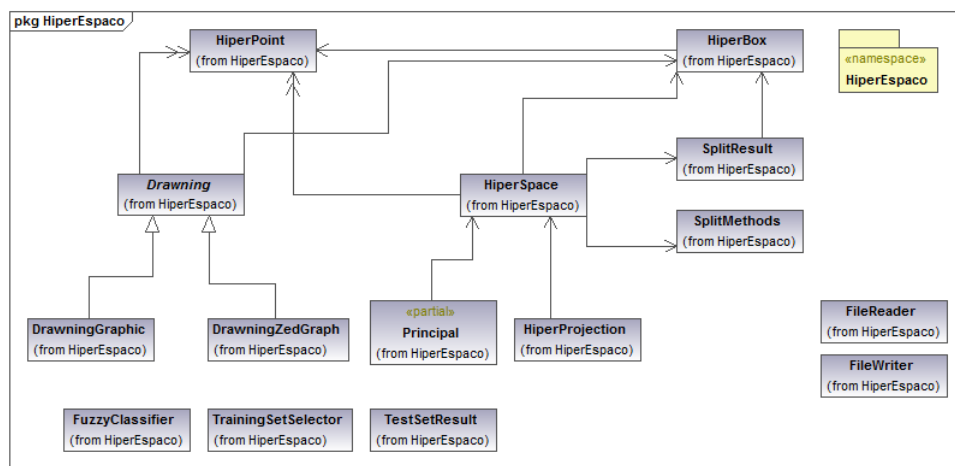 pkg HiperEspaco
HiperPoint
(from HiperEspaco)
HiperBox
(from HiperEspaco)
«namespace»
HiperEspaco
SplitResult
(from HiperEspaco)
Drawning
(from HiperEspaco)
HiperSpace
(from HiperEspaco)
SplitMethods
(from HiperEspaco)
DrawningGraphic
(from HiperEspaco)
DrawningZedGraph
(from HiperEspaco)
«partial»
Principal
(from HiperEspaco)
HiperProjection
(from HiperEspaco)
FileReader
(from HiperEspaco)
FileWriter
(from HiperEspaco)
FuzzyClassifier
(from HiperEspaco)
TrainingSetSelector
(from HiperEspaco)
TestSetResult
(from HiperEspaco)